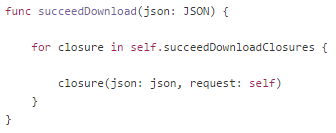 func succeedDownload(json: JSON) {
    for closure in self.succeedDownloadClosures {
        closure(json: json, request: self)
    }
}